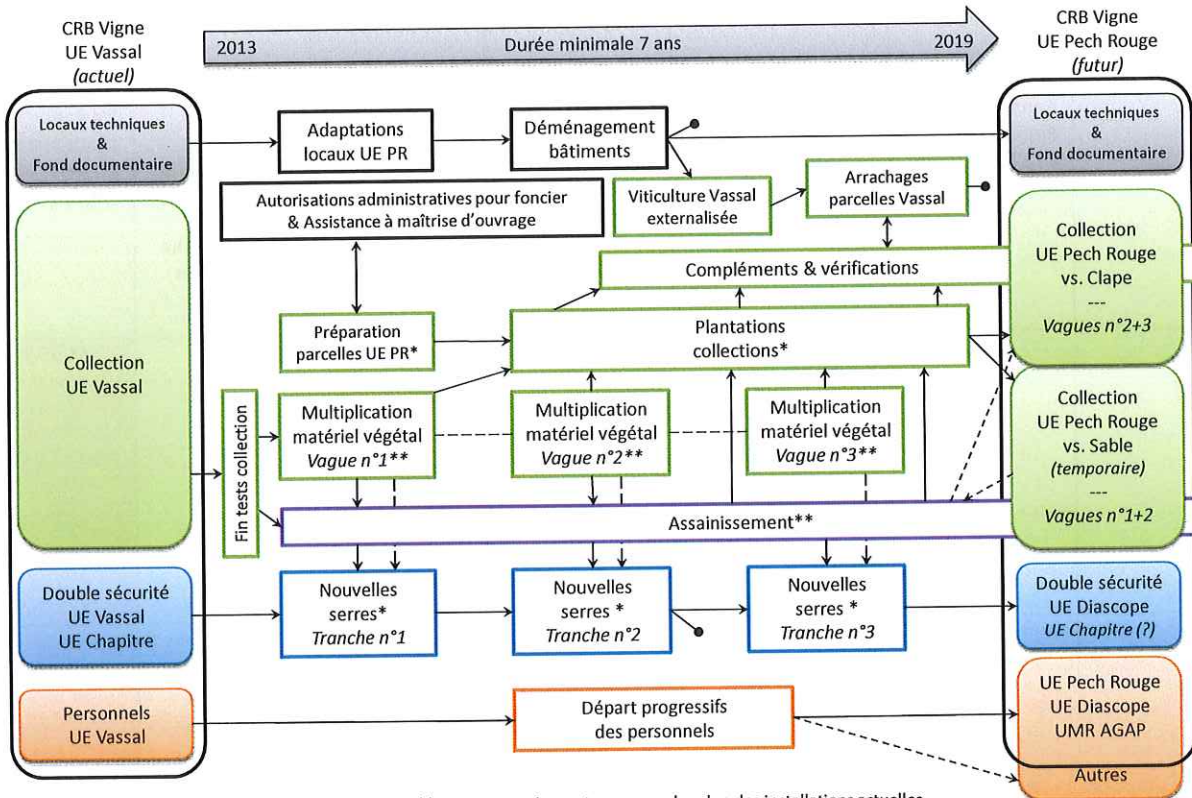 CRB Vigne
UE Vassal
(actuel)
2013
Durée minimale 7 ans
2019
CRB Vigne
UE Pech Rouge
(futur)
Locaux techniques
&
Fond documentaire
Adaptations
locaux UE PR
Déménagement
bâtiments
Locaux techniques
&
Fond documentaire
Autorisations administratives pour foncier
& Assistance à maîtrise d'ouvrage
Viticulture Vassal
externalisée
Arrachages
parcelles Vassal
Collection
UE Vassal
Compléments & vérifications
Collection
UE Pech Rouge
vs. Clape
---
Vagues n°2+3
Préparation
parcelles UE PR*
Plantations
collections*
Fin tests collection
Multiplication
matériel végétal
Vague n°1**
Multiplication
matériel végétal
Vague n°2**
Multiplication
matériel végétal
Vague n°3**
Collection
UE Pech Rouge
vs. Sable
(temporaire)
---
Vagues n°1+2
Assainissement**
Double sécurité
UE Vassal
UE Chapitre
Nouvelles
serres*
Tranche n°1
Nouvelles
serres *
Tranche n°2
Nouvelles
serres *
Tranche n°3
Double sécurité
UE Diascope
UE Chapitre (?)
Personnels
UE Vassal
Départ progressifs
des personnels
UE Pech Rouge
UE Diascope
UMR AGAP
Autres
installations actuelles